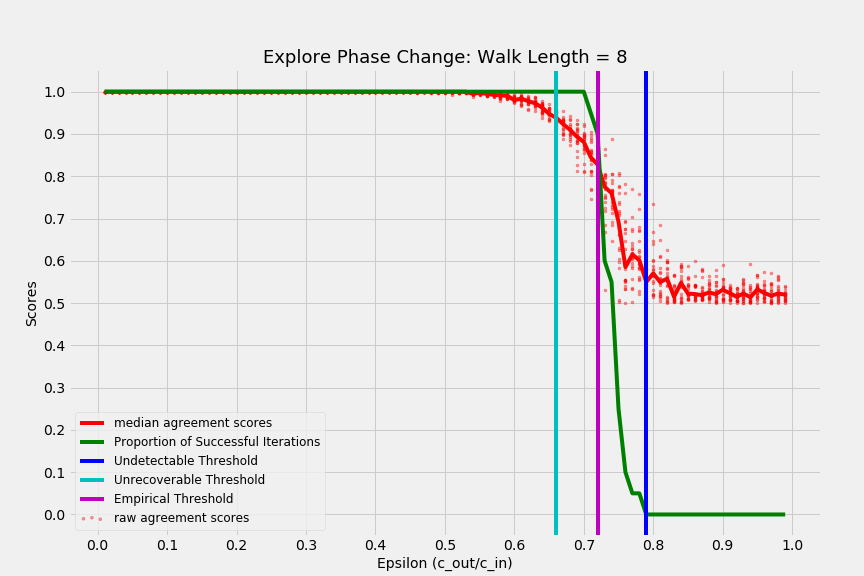 Explore Phase Change: Walk Length = 8
1.0
0.9
0.8
0.7
0.6
0.5
0.4
0.3
0.2
0.1
0.0
Scores
median agreement scores
Proportion of Successful Iterations
Undetectable Threshold
Unrecoverable Threshold
Empirical Threshold
raw agreement scores
0.0 0.1 0.2 0.3 0.4 0.5 0.6 0.7 0.8 0.9 1.0
Epsilon (c_out/c_in)